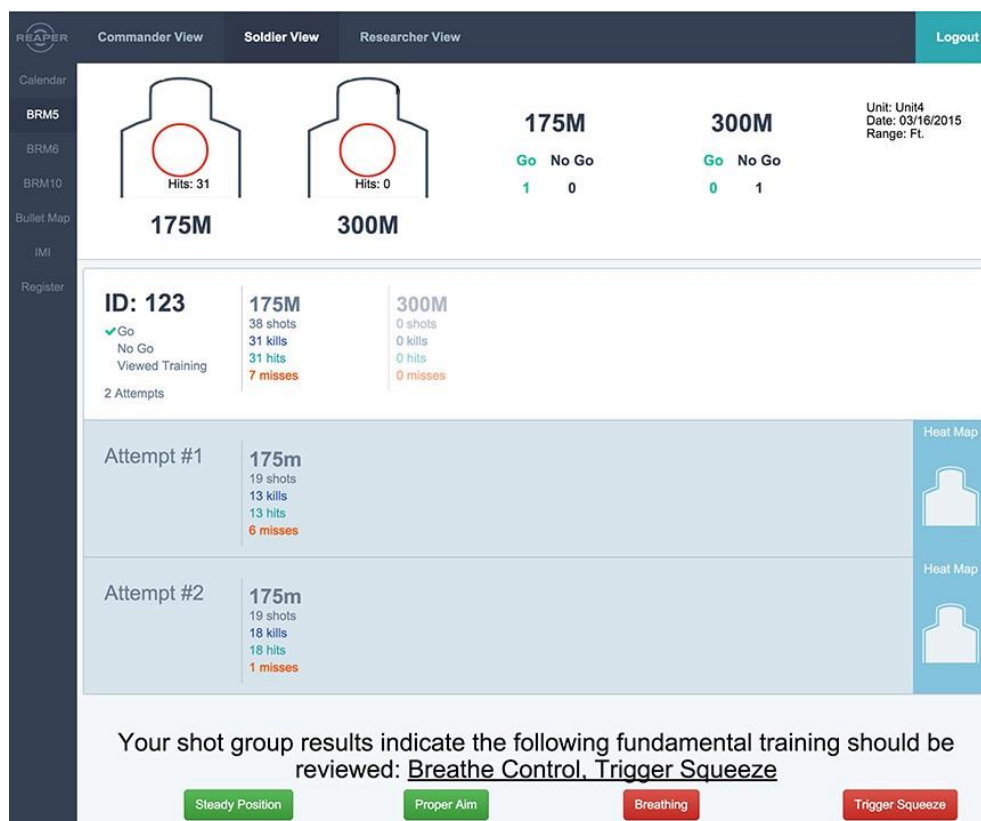 REAPER
Commander View
Soldier View
Researcher View
Logout
Calendar
BRM5
BRM6
BRM10
Bullet Map
IMI
Register
Hits: 31
175M
Hits: 0
300M
175M
Go No Go
1 0
300M
Go No Go
0 1
Unit: Unit4
Date: 03/16/2015
Range: Ft.
ID: 123
Go
No Go
Viewed Training
2 Attempts
175M
38 shots
31 kills
31 hits
7 misses
300M
0 shots
0 kills
0 hits
0 misses
Attempt #1
175m
19 shots
13 kills
13 hits
6 misses
Heat Map
Attempt #2
175m
19 shots
18 kills
18 hits
1 misses
Heat Map
Your shot group results indicate the following fundamental training should be
reviewed: Breathe Control, Trigger Squeeze
Steady Position
Proper Aim
Breathing
Trigger Squeeze